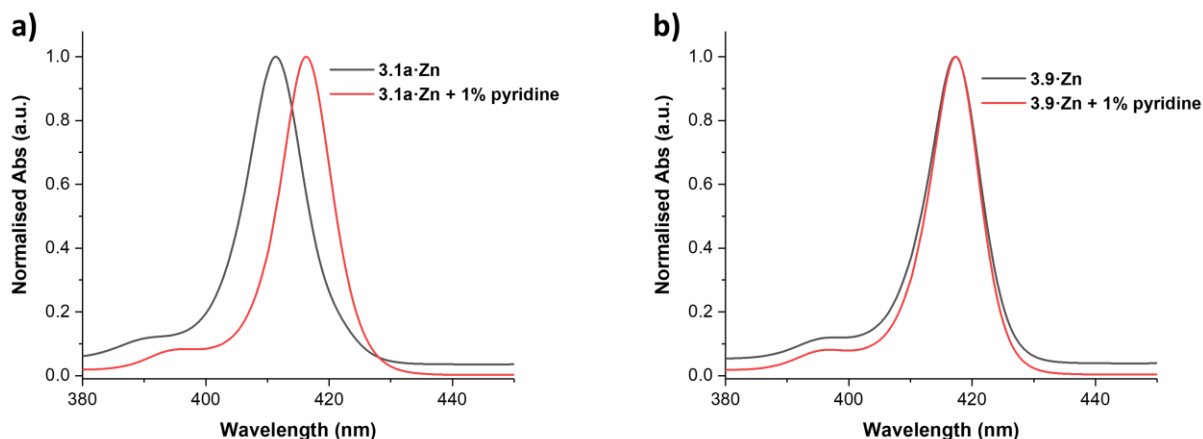 a)
1.0
0.8
0.6
0.4
0.2
0.0
Normalised Abs (a.u.)
3.1a·Zn
3.1a·Zn + 1% pyridine
380
400
420
440
Wavelength (nm)
b)
1.0
0.8
0.6
0.4
0.2
0.0
Normalised Abs (a.u.)
3.9·Zn
3.9·Zn + 1% pyridine
380
400
420
440
Wavelength (nm)